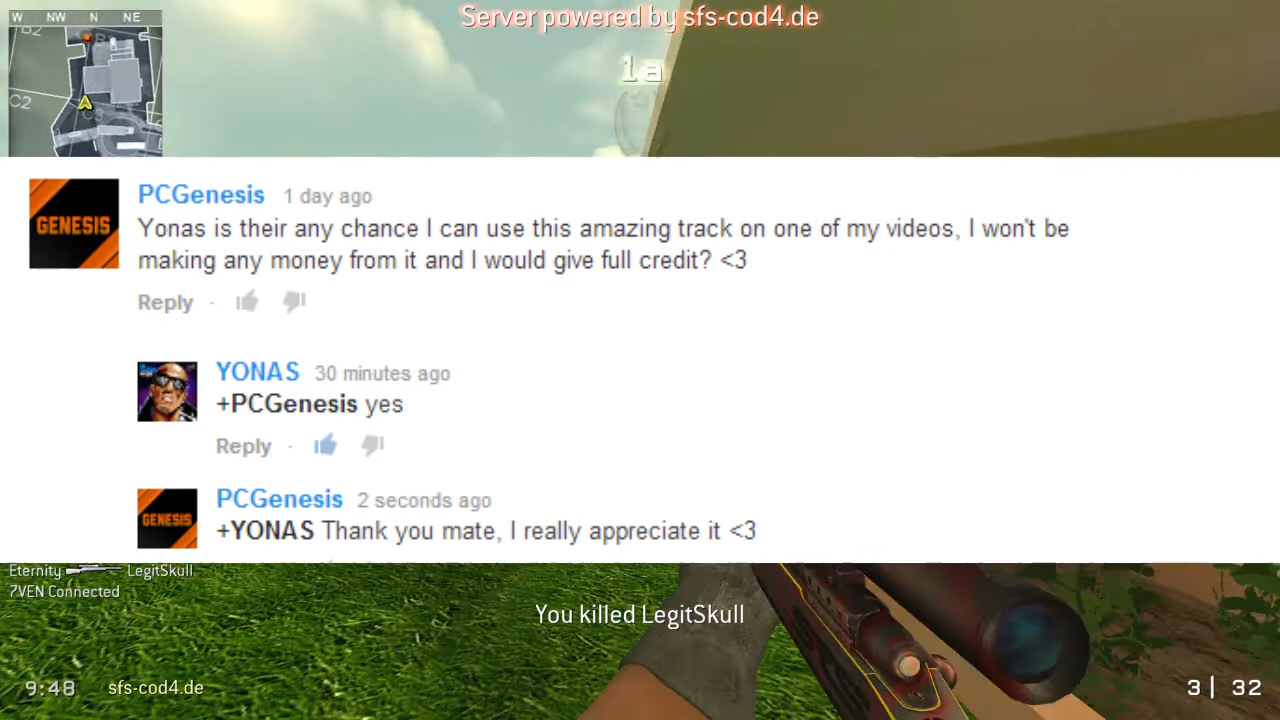 W NW N NE
Server powered by sfs-cod4.de
B2
C2
A
PCGenesis 1 day ago
GENESIS
Yonas is their any chance I can use this amazing track on one of my videos, I won't be
making any money from it and I would give full credit? <3
Reply
YONAS 30 minutes ago
+PCGenesis yes
Reply
PCGenesis 2 seconds ago
GENESIS
+YONAS Thank you mate, I really appreciate it <3
Eternity LegitSkull
7VEN Connected
You killed LegitSkull
9:48 sfs-cod4.de
3 | 32